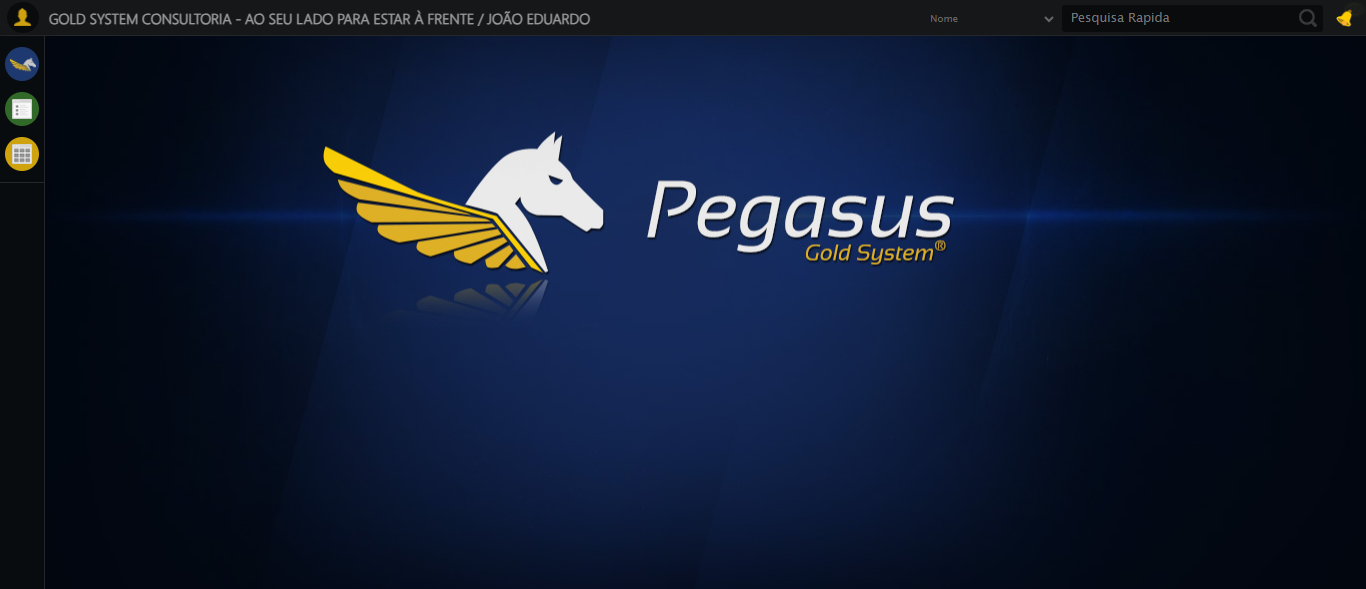 GOLD SYSTEM CONSULTORIA - AO SEU LADO PARA ESTAR À FRENTE / JOÃO EDUARDO
Nome
Pesquisa Rapida
Pegasus
Gold System®